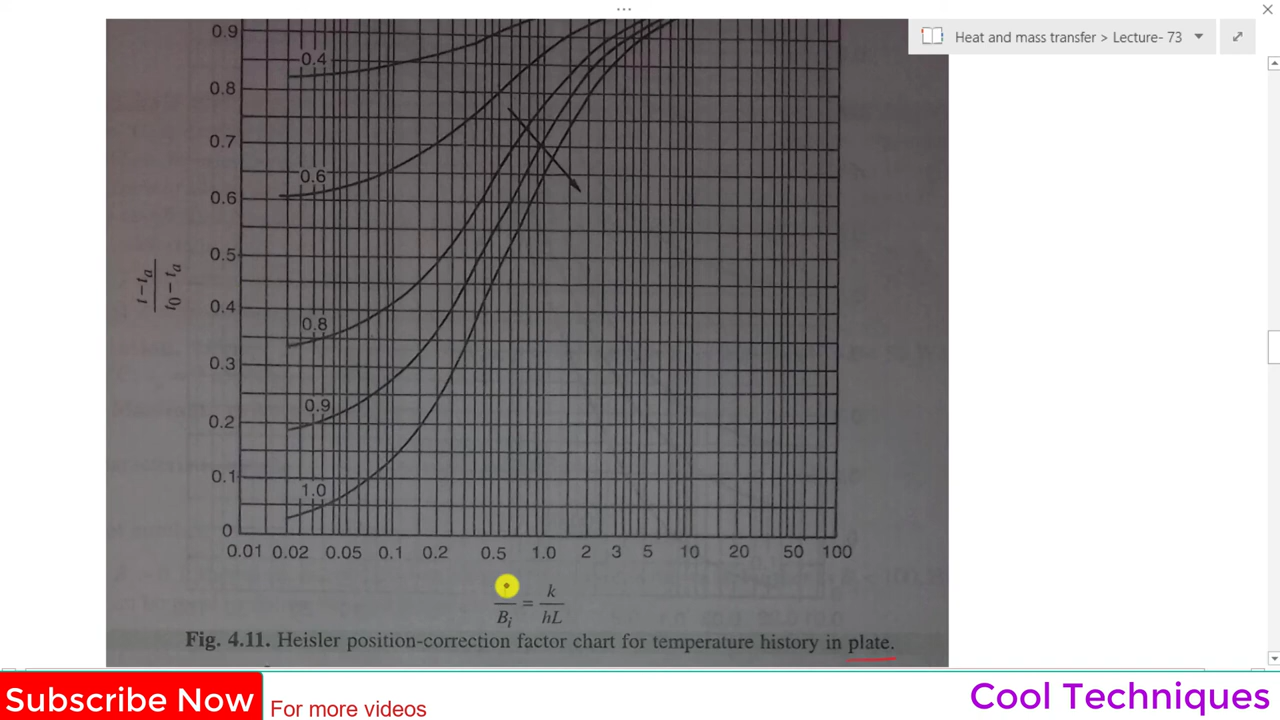 Heat and mass transfer > Lecture- 73
0.9
0.4
0.8
0.7
0.6
0.6
0.5
t – ta
t0 – ta
0.4
0.8
0.3
0.9
0.2
0.1
1.0
0
0.01 0.02 0.05 0.1 0.2 0.5 1.0 2 3 5 10 20 50 100
Bi = k
hL
Fig. 4.11. Heisler position-correction factor chart for temperature history in plate.
Subscribe Now
For more videos
Cool Techniques